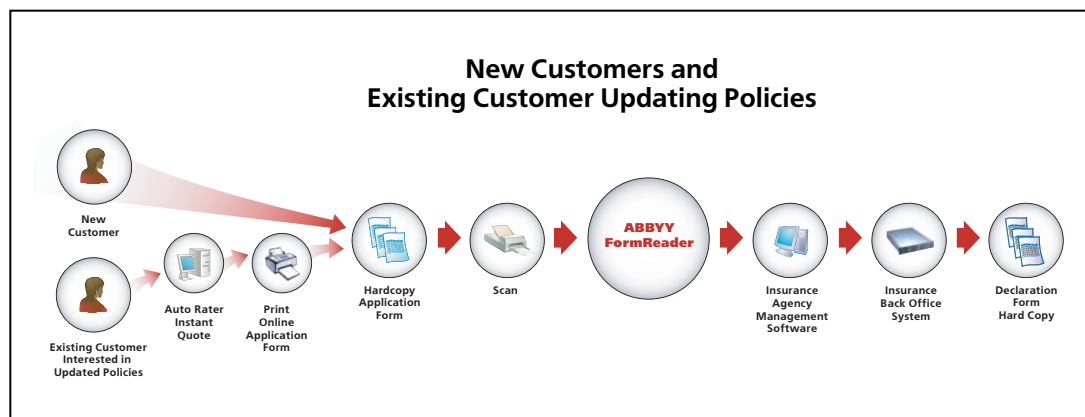 New Customers and
Existing Customer Updating Policies
New
Customer
Existing Customer
Interested in
Updated Policies
Auto Rater
Instant
Quote
Print
Online
Application
Form
Hardcopy
Application
Form
Scan
ABBYY
FormReader
Insurance
Agency
Management
Software
Insurance
Back Office
System
Declaration
Form
Hard Copy